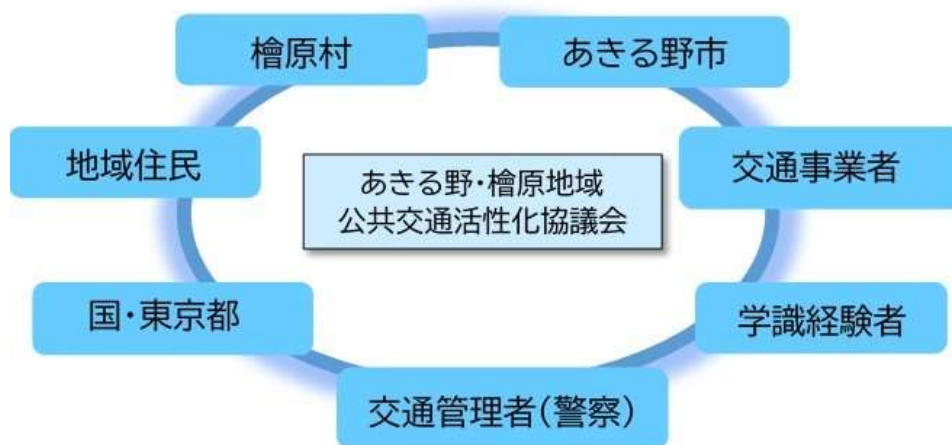 檜原村
あきる野市
地域住民
あきる野・檜原地域
公共交通活性化協議会
交通事業者
国・東京都
学識経験者
交通管理者(警察)